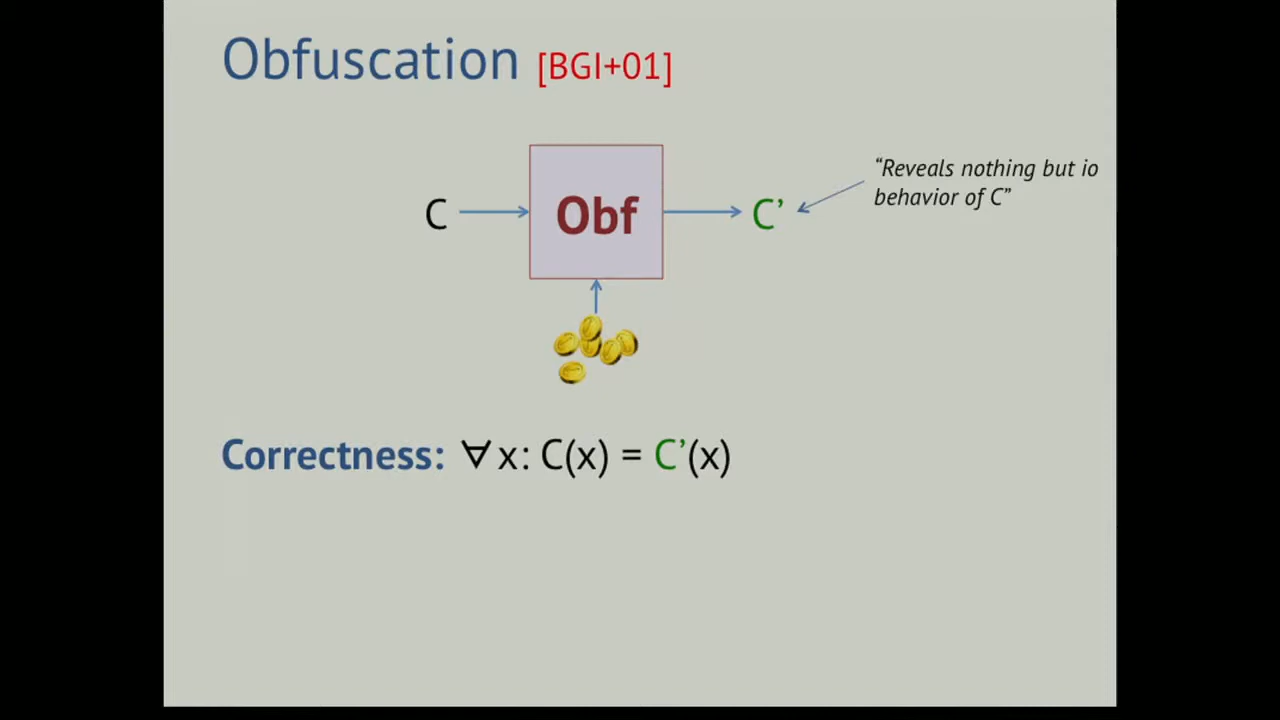 Obfuscation [BGI+01]
“Reveals nothing but io
behavior of C”
C
Obf
C’
Correctness: ∀ x: C(x) = C’(x)